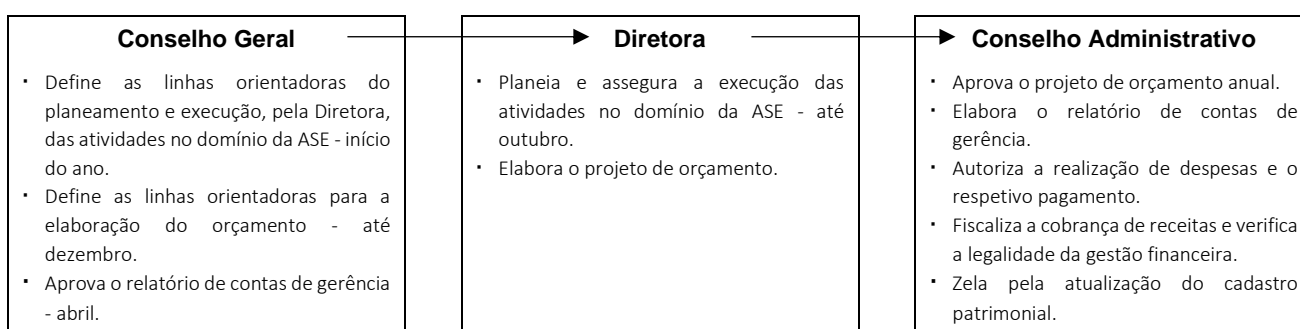 Conselho Geral
· Define as linhas orientadoras do
planeamento e execução, pela Diretora,
das atividades no domínio da ASE - início
do ano.
· Define as linhas orientadoras para a
elaboração do orçamento - até
dezembro.
· Aprova o relatório de contas de gerência
- abril.
Diretora
· Planeia e assegura a execução das
atividades no domínio da ASE - até
outubro.
· Elabora o projeto de orçamento.
Conselho Administrativo
· Aprova o projeto de orçamento anual.
· Elabora o relatório de contas de
gerência.
· Autoriza a realização de despesas e o
respetivo pagamento.
· Fiscaliza a cobrança de receitas e verifica
a legalidade da gestão financeira.
· Zela pela atualização do cadastro
patrimonial.